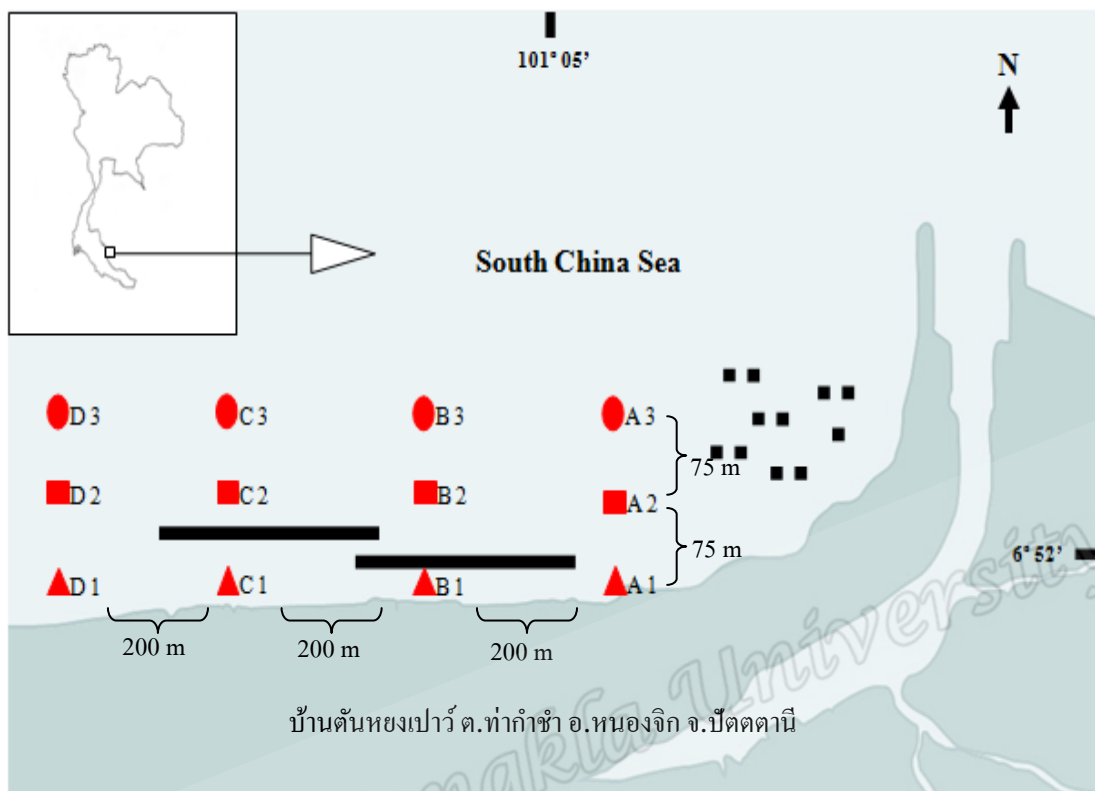 101° 05'
N
South China Sea
D 3 C 3 B 3 A 3
75 m
D 2 C 2 B 2 A 2
75 m
6° 52'
D 1 C 1 B 1 A 1
200 m 200 m 200 m
บ้านตันหยงเปาว์ ต.ท่ากำชำ อ.หนองจิก จ.ปัตตตานี
University